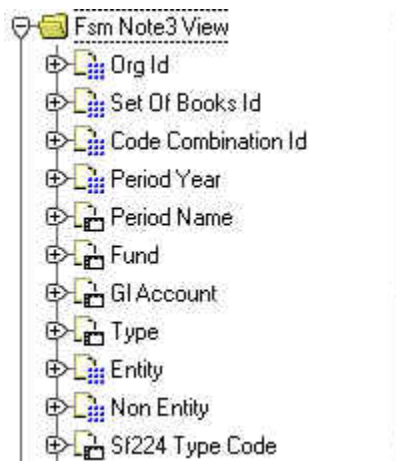 Fsm Note3 View
Org Id
Set Of Books Id
Code Combination Id
Period Year
Period Name
Fund
Gl Account
Type
Entity
Non Entity
Sf224 Type Code